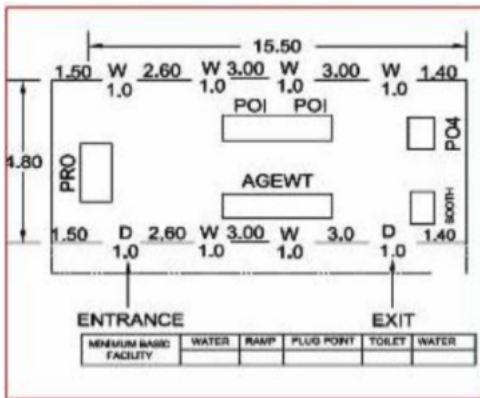 15.50
1.50 W 2.60 W 3.00 W 3.00 W 1.40
1.0 1.0 1.0 1.0
POI POI
PO4
4.80
PRO
AGEWT
BOOTH
1.50 D 2.60 W 3.00 W 3.0 D 1.40
1.0 1.0 1.0 1.0
ENTRANCE EXIT
MINIMUM BASIC FACILITY WATER RAMP PLUG POINT TOILET WATER